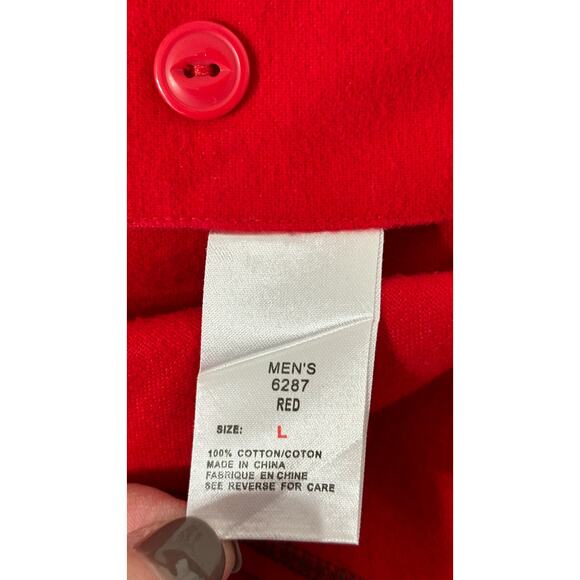 MEN'S
6287
RED
SIZE: L
100% COTTON/COTON
MADE IN CHINA
FABRIQUE EN CHINE
SEE REVERSE FOR CARE